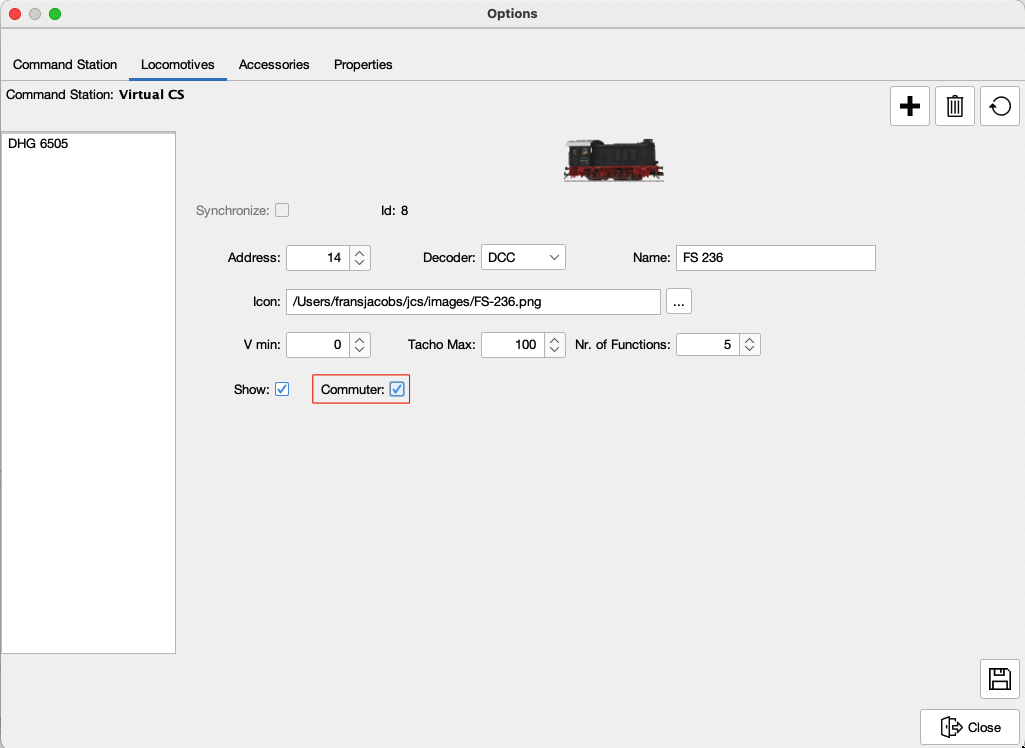 Options
Command Station Locomotives Accessories Properties
Command Station: Virtual CS
DHG 6505
Synchronize: Id: 8
Address: 14 Decoder: DCC Name: FS 236
Icon: /Users/fransjacobs/jcs/images/FS-236.png ...
V min: 0 Tacho Max: 100 Nr. of Functions: 5
Show: Commuter:
Close